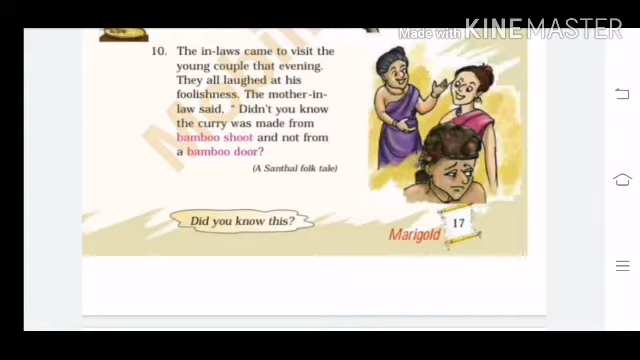 Made with KINEMASTER
10. The in-laws came to visit the
young couple that evening.
They all laughed at his
foolishness. The mother-in-
law said, " Didn't you know
the curry was made from
bamboo shoot and not from
a bamboo door?
(A Santhal folk tale)
Did you know this?
Marigold
17